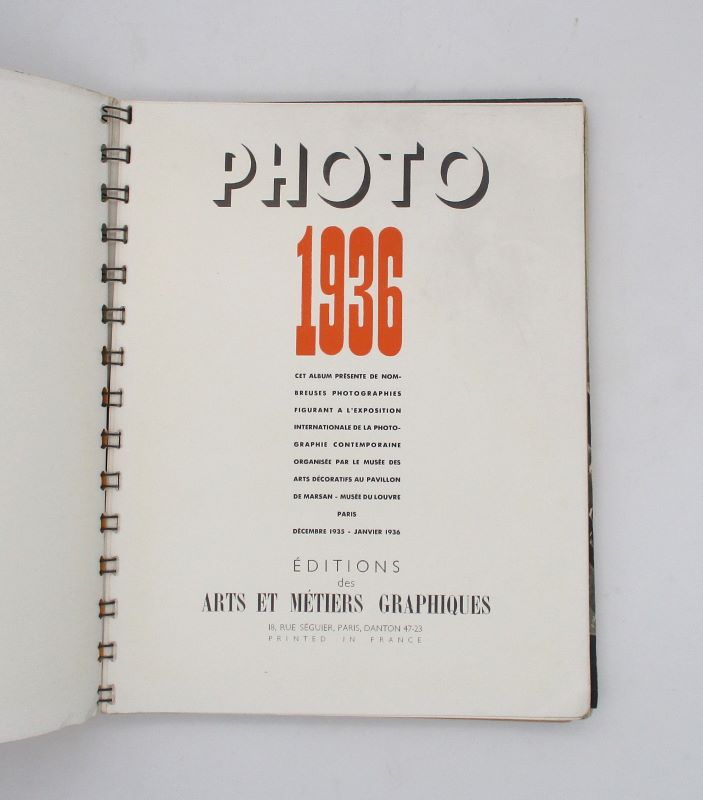 PHOTO
1936
CET ALBUM PRÉSENTE DE NOM-
BREUSES PHOTOGRAPHIES
FIGURANT A L'EXPOSITION
INTERNATIONALE DE LA PHOTO-
GRAPHIE CONTEMPORAINE
ORGANISÉE PAR LE MUSÉE DES
ARTS DÉCORATIFS AU PAVILLON
DE MARSAN - MUSÉE DU LOUVRE
PARIS
DÉCEMBRE 1935 - JANVIER 1936
ÉDITIONS
des
ARTS ET MÉTIERS GRAPHIQUES
18, RUE SÉGUIER, PARIS, DANTON 47-23
PRINTED IN FRANCE